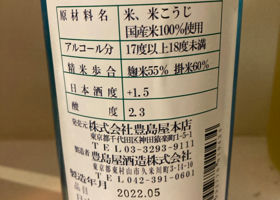 原材料名 米、米こうじ
国産米100%使用
アルコール分 17度以上18度未満
精米歩合 麹米55% 掛米60%
日本酒度 +1.5
酸度 2.3
発売元 株式会社豊島屋本店
東京都千代田区神田猿楽町1-5-1
TEL03-3293-9111
製造者 豊島屋酒造株式会社
東京都東村山市久米川町3-14-10
TEL042-391-0601
製造年月 2022.05